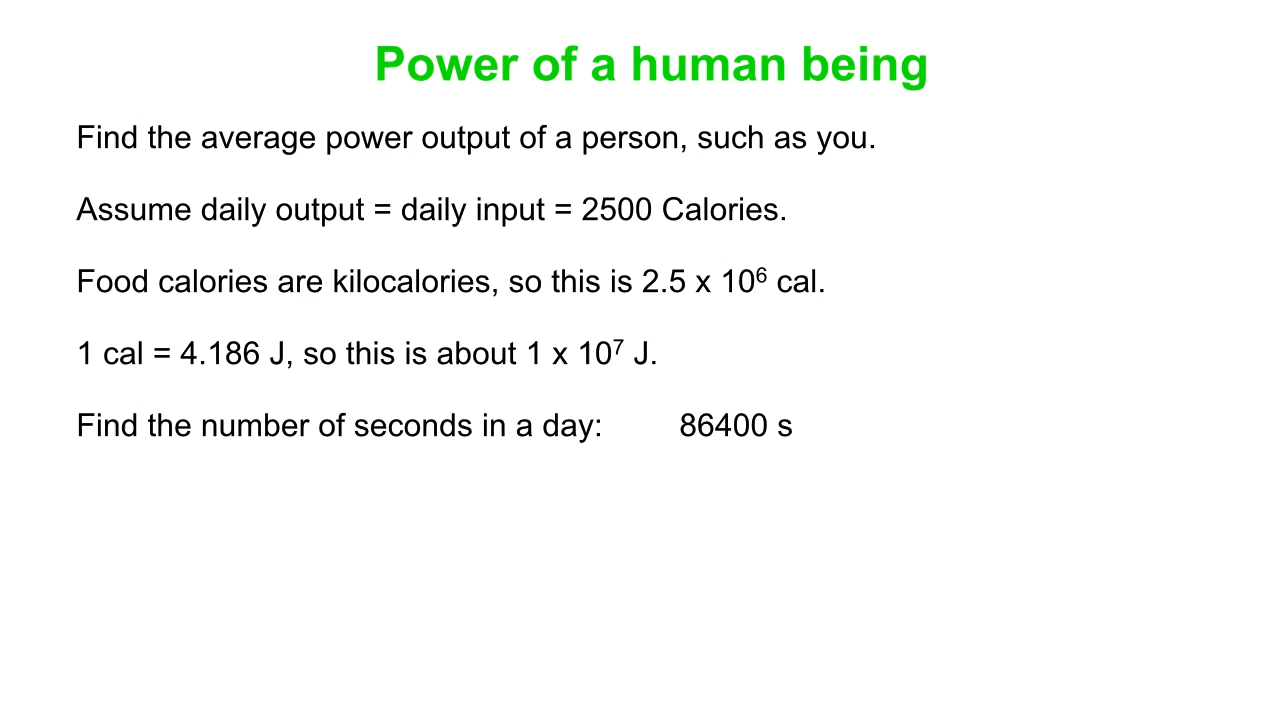 Power of a human being
Find the average power output of a person, such as you.
Assume daily output = daily input = 2500 Calories.
Food calories are kilocalories, so this is 2.5 x 10⁶ cal.
1 cal = 4.186 J, so this is about 1 x 10⁷ J.
Find the number of seconds in a day: 86400 s